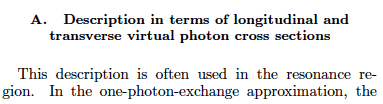 A. Description in terms of longitudinal and
transverse virtual photon cross sections
This description is often used in the resonance re-
gion. In the one-photon-exchange approximation, the